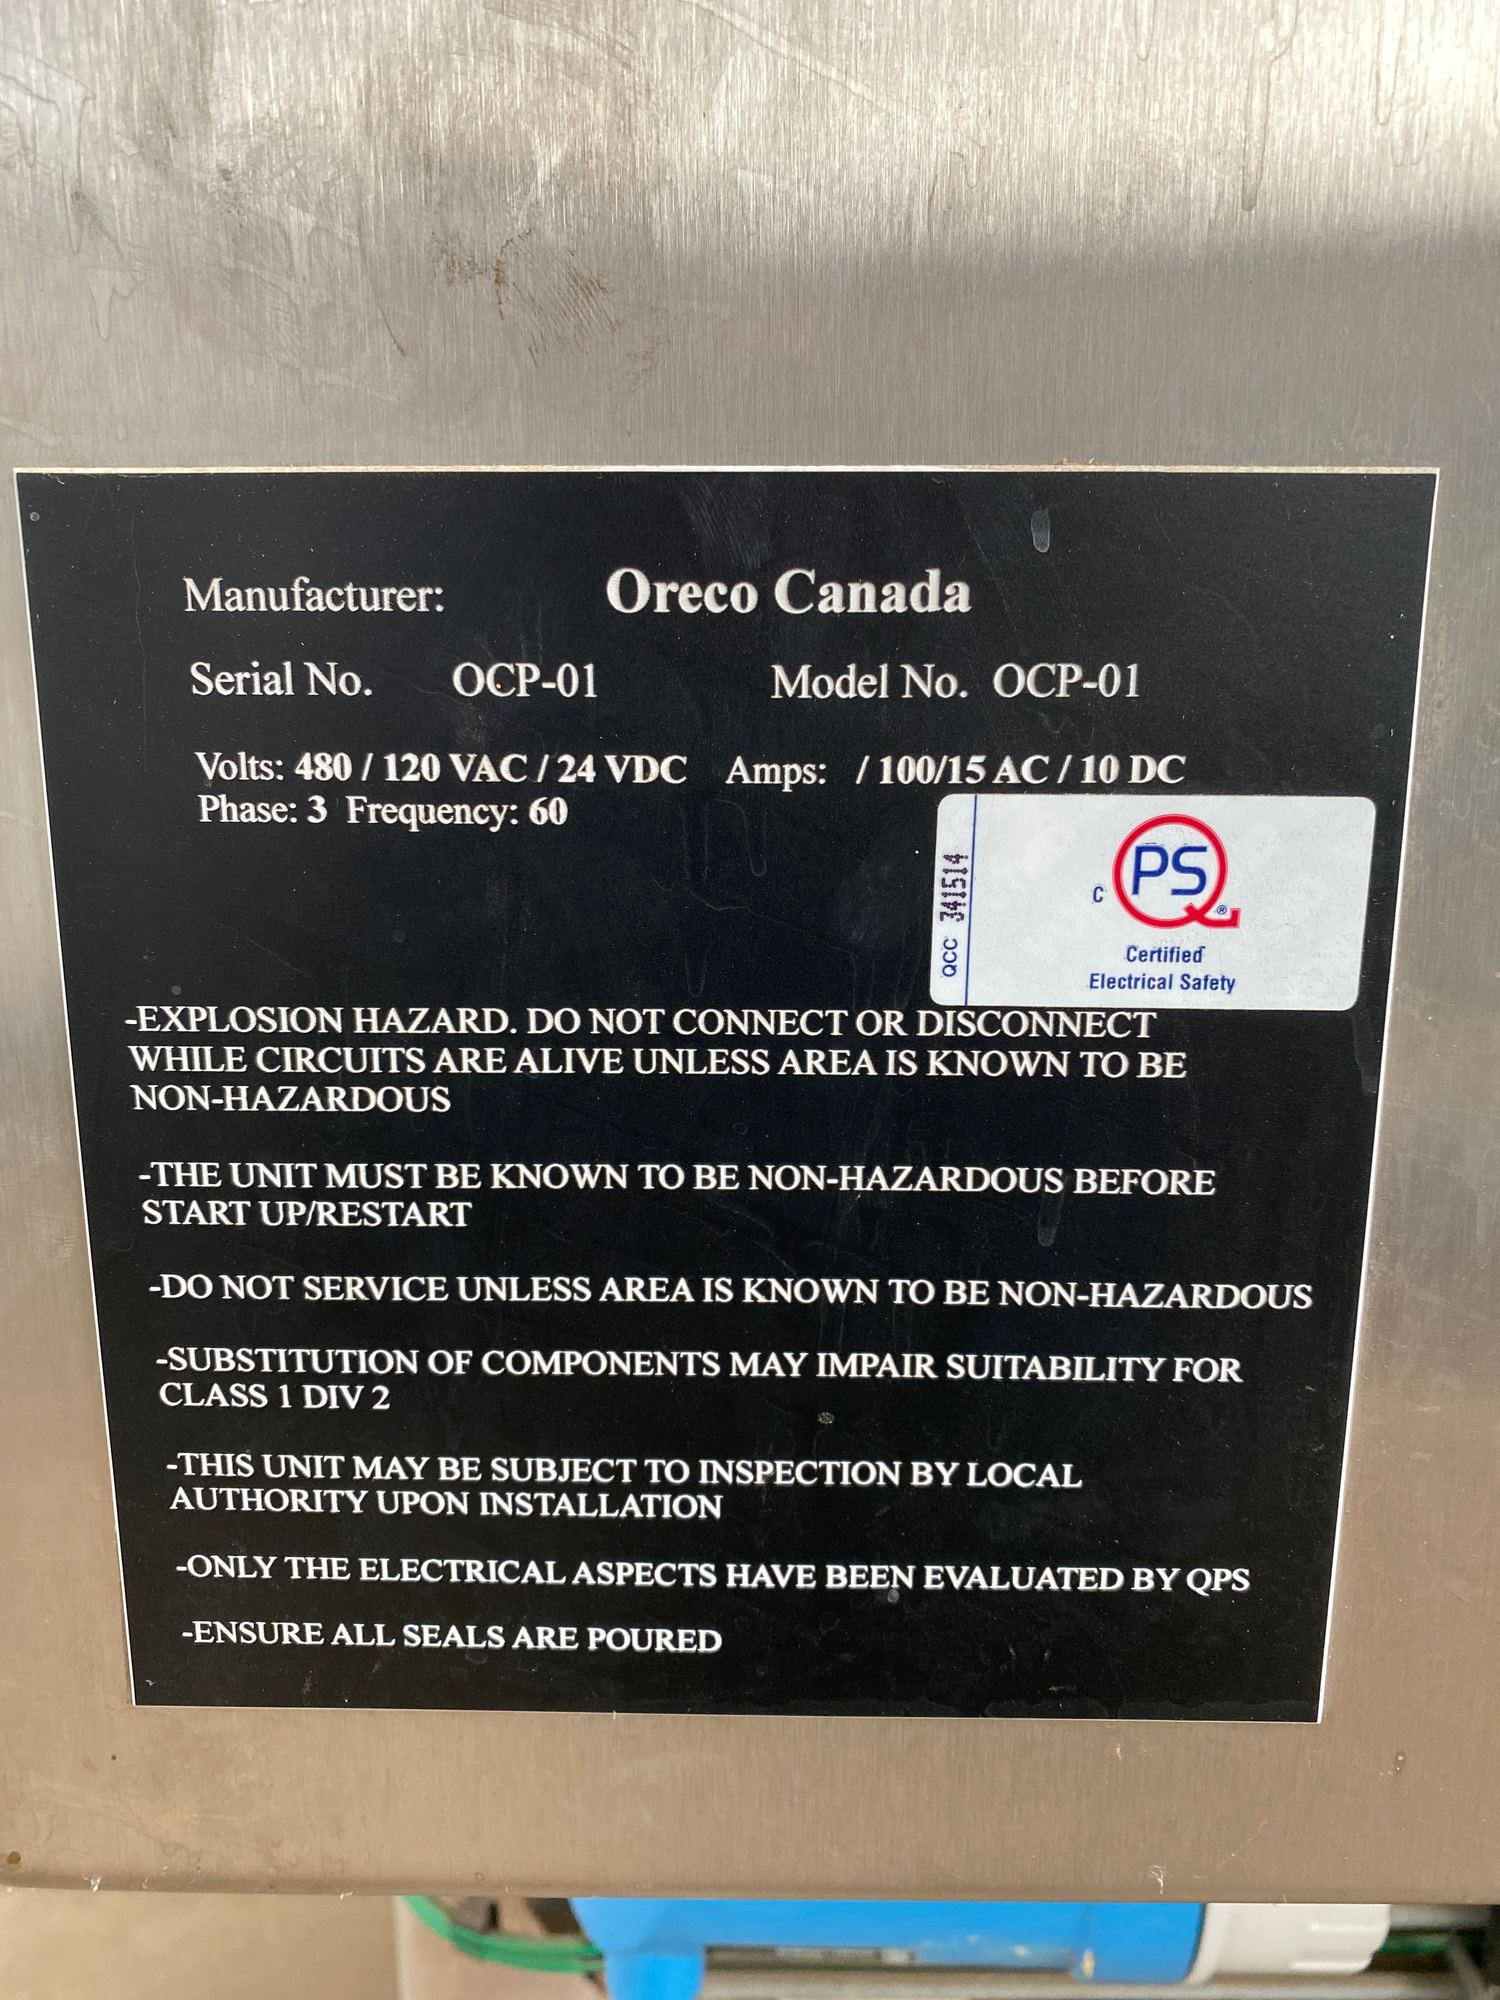 Manufacturer: Oreco Canada
Serial No. OCP-01 Model No. OCP-01
Volts: 480 / 120 VAC / 24 VDC Amps: / 100/15 AC / 10 DC
Phase: 3 Frequency: 60
QCC 341514
C QPS ®
Certified
Electrical Safety
-EXPLOSION HAZARD. DO NOT CONNECT OR DISCONNECT
WHILE CIRCUITS ARE ALIVE UNLESS AREA IS KNOWN TO BE
NON-HAZARDOUS
-THE UNIT MUST BE KNOWN TO BE NON-HAZARDOUS BEFORE
START UP/RESTART
-DO NOT SERVICE UNLESS AREA IS KNOWN TO BE NON-HAZARDOUS
-SUBSTITUTION OF COMPONENTS MAY IMPAIR SUITABILITY FOR
CLASS 1 DIV 2
-THIS UNIT MAY BE SUBJECT TO INSPECTION BY LOCAL
AUTHORITY UPON INSTALLATION
-ONLY THE ELECTRICAL ASPECTS HAVE BEEN EVALUATED BY QPS
-ENSURE ALL SEALS ARE POURED